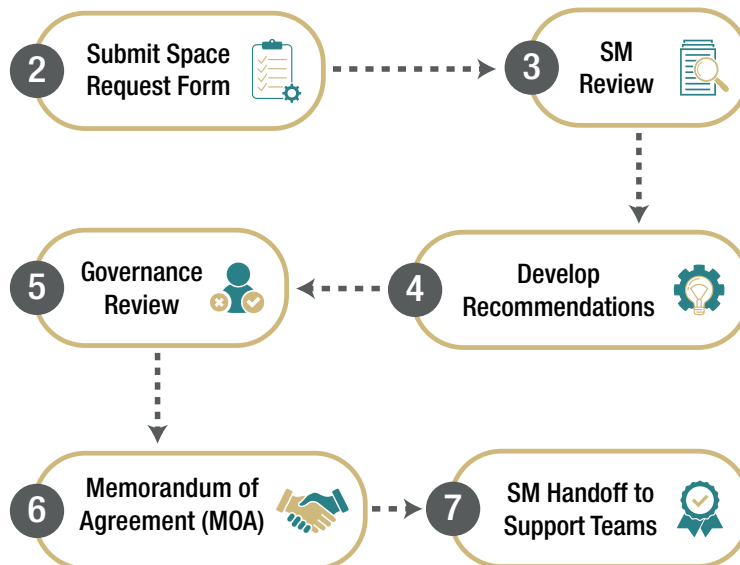 2
Submit Space
Request Form
3
SM
Review
4
Develop
Recommendations
5
Governance
Review
6
Memorandum of
Agreement (MOA)
7
SM Handoff to
Support Teams